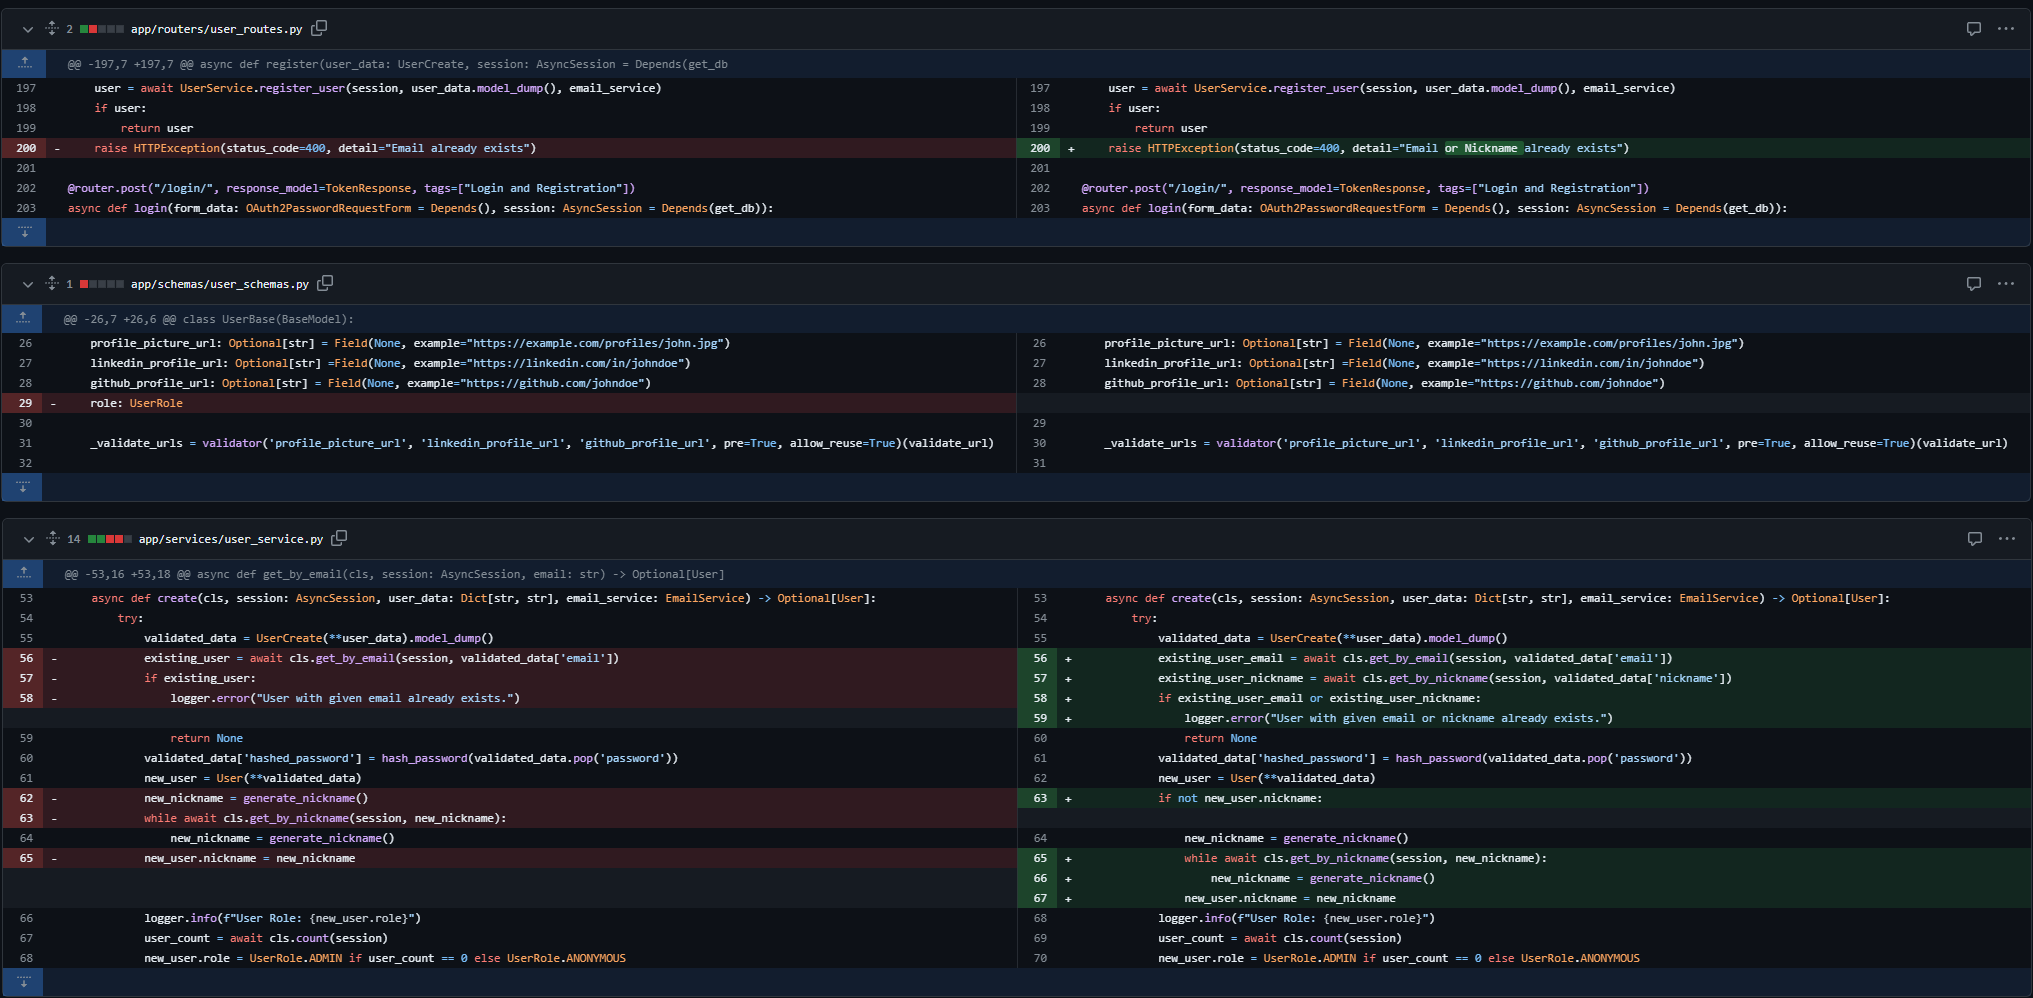 2 app/routers/user_routes.py
@@ -197,7 +197,7 @@ async def register(user_data: UserCreate, session: AsyncSession = Depends(get_db
197 user = await UserService.register_user(session, user_data.model_dump(), email_service)
198 if user:
199 return user
200 - raise HTTPException(status_code=400, detail="Email already exists")
201
202 @router.post("/login/", response_model=TokenResponse, tags=["Login and Registration"])
203 async def login(form_data: OAuth2PasswordRequestForm = Depends(), session: AsyncSession = Depends(get_db)):
197 user = await UserService.register_user(session, user_data.model_dump(), email_service)
198 if user:
199 return user
200 + raise HTTPException(status_code=400, detail="Email or Nickname already exists")
201
202 @router.post("/login/", response_model=TokenResponse, tags=["Login and Registration"])
203 async def login(form_data: OAuth2PasswordRequestForm = Depends(), session: AsyncSession = Depends(get_db)):
1 app/schemas/user_schemas.py
@@ -26,7 +26,6 @@ class UserBase(BaseModel):
26 profile_picture_url: Optional[str] = Field(None, example="https://example.com/profiles/john.jpg")
27 linkedin_profile_url: Optional[str] =Field(None, example="https://linkedin.com/in/johndoe")
28 github_profile_url: Optional[str] = Field(None, example="https://github.com/johndoe")
29 - role: UserRole
30
31 _validate_urls = validator('profile_picture_url', 'linkedin_profile_url', 'github_profile_url', pre=True, allow_reuse=True)(validate_url)
32
26 profile_picture_url: Optional[str] = Field(None, example="https://example.com/profiles/john.jpg")
27 linkedin_profile_url: Optional[str] =Field(None, example="https://linkedin.com/in/johndoe")
28 github_profile_url: Optional[str] = Field(None, example="https://github.com/johndoe")
29
30 _validate_urls = validator('profile_picture_url', 'linkedin_profile_url', 'github_profile_url', pre=True, allow_reuse=True)(validate_url)
31
14 app/services/user_service.py
@@ -53,16 +53,18 @@ async def get_by_email(cls, session: AsyncSession, email: str) -> Optional[User]
53 async def create(cls, session: AsyncSession, user_data: Dict[str, str], email_service: EmailService) -> Optional[User]:
54 try:
55 validated_data = UserCreate(**user_data).model_dump()
56 - existing_user = await cls.get_by_email(session, validated_data['email'])
57 - if existing_user:
58 - logger.error("User with given email already exists.")
59 return None
60 validated_data['hashed_password'] = hash_password(validated_data.pop('password'))
61 new_user = User(**validated_data)
62 - new_nickname = generate_nickname()
63 - while await cls.get_by_nickname(session, new_nickname):
64 new_nickname = generate_nickname()
65 - new_user.nickname = new_nickname
66 logger.info(f"User Role: {new_user.role}")
67 user_count = await cls.count(session)
68 new_user.role = UserRole.ADMIN if user_count == 0 else UserRole.ANONYMOUS
53 async def create(cls, session: AsyncSession, user_data: Dict[str, str], email_service: EmailService) -> Optional[User]:
54 try:
55 validated_data = UserCreate(**user_data).model_dump()
56 + existing_user_email = await cls.get_by_email(session, validated_data['email'])
57 + existing_user_nickname = await cls.get_by_nickname(session, validated_data['nickname'])
58 + if existing_user_email or existing_user_nickname:
59 + logger.error("User with given email or nickname already exists.")
60 return None
61 validated_data['hashed_password'] = hash_password(validated_data.pop('password'))
62 new_user = User(**validated_data)
63 + if not new_user.nickname:
64 new_nickname = generate_nickname()
65 + while await cls.get_by_nickname(session, new_nickname):
66 + new_nickname = generate_nickname()
67 + new_user.nickname = new_nickname
68 logger.info(f"User Role: {new_user.role}")
69 user_count = await cls.count(session)
70 new_user.role = UserRole.ADMIN if user_count == 0 else UserRole.ANONYMOUS